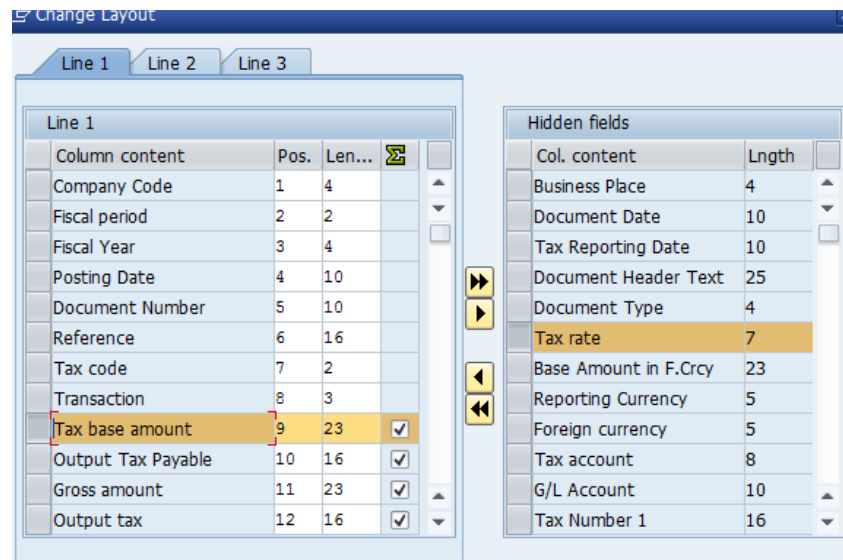 Change Layout
Line 1 Line 2 Line 3
Line 1
Column content Pos. Len... Σ
Company Code 1 4
Fiscal period 2 2
Fiscal Year 3 4
Posting Date 4 10
Document Number 5 10
Reference 6 16
Tax code 7 2
Transaction 8 3
Tax base amount 9 23
Output Tax Payable 10 16
Gross amount 11 23
Output tax 12 16
Hidden fields
Col. content Lngth
Business Place 4
Document Date 10
Tax Reporting Date 10
Document Header Text 25
Document Type 4
Tax rate 7
Base Amount in F.Crcy 23
Reporting Currency 5
Foreign currency 5
Tax account 8
G/L Account 10
Tax Number 1 16